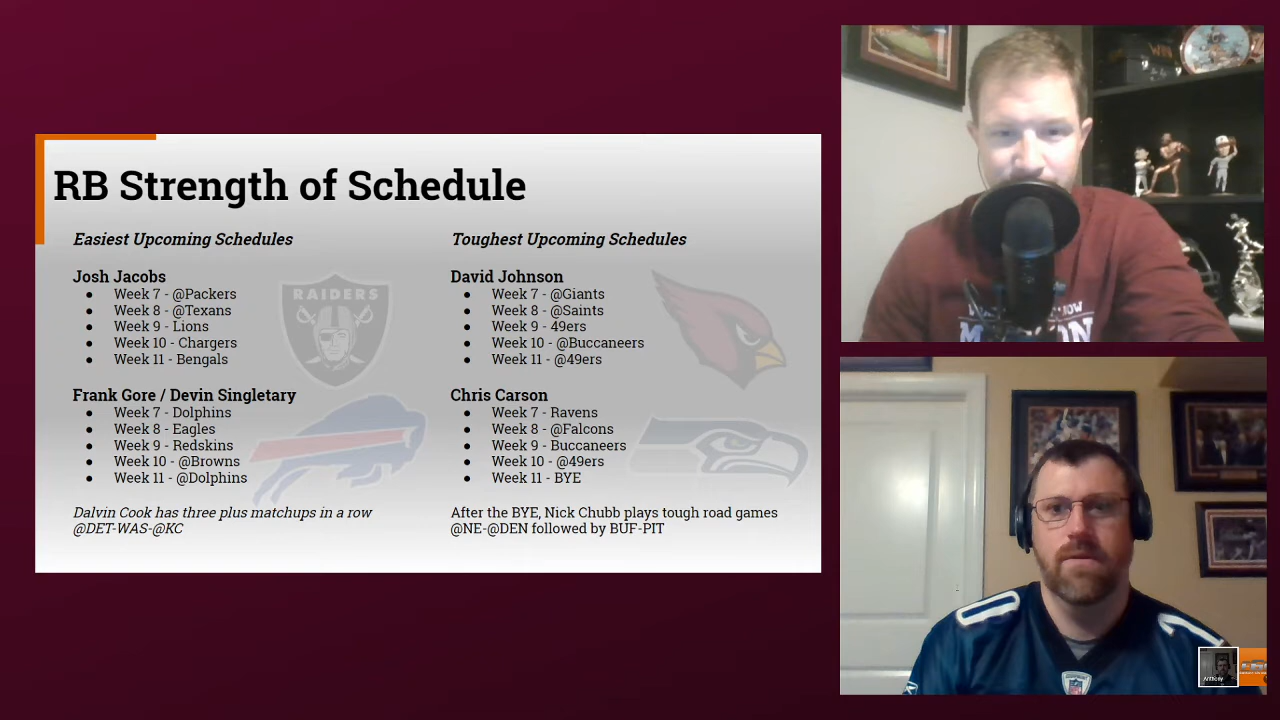 RB Strength of Schedule
Easiest Upcoming Schedules
Josh Jacobs
● Week 7 - @Packers
● Week 8 - @Texans
● Week 9 - Lions
● Week 10 - Chargers
● Week 11 - Bengals
RAIDERS
Frank Gore / Devin Singletary
● Week 7 - Dolphins
● Week 8 - Eagles
● Week 9 - Redskins
● Week 10 - @Browns
● Week 11 - @Dolphins
Dalvin Cook has three plus matchups in a row
@DET-WAS-@KC
Toughest Upcoming Schedules
David Johnson
● Week 7 - @Giants
● Week 8 - @Saints
● Week 9 - 49ers
● Week 10 - @Buccaneers
● Week 11 - @49ers
Chris Carson
● Week 7 - Ravens
● Week 8 - @Falcons
● Week 9 - Buccaneers
● Week 10 - @49ers
● Week 11 - BYE
After the BYE, Nick Chubb plays tough road games
@NE-@DEN followed by BUF-PIT
WIN
0 1
NFL
Anthony